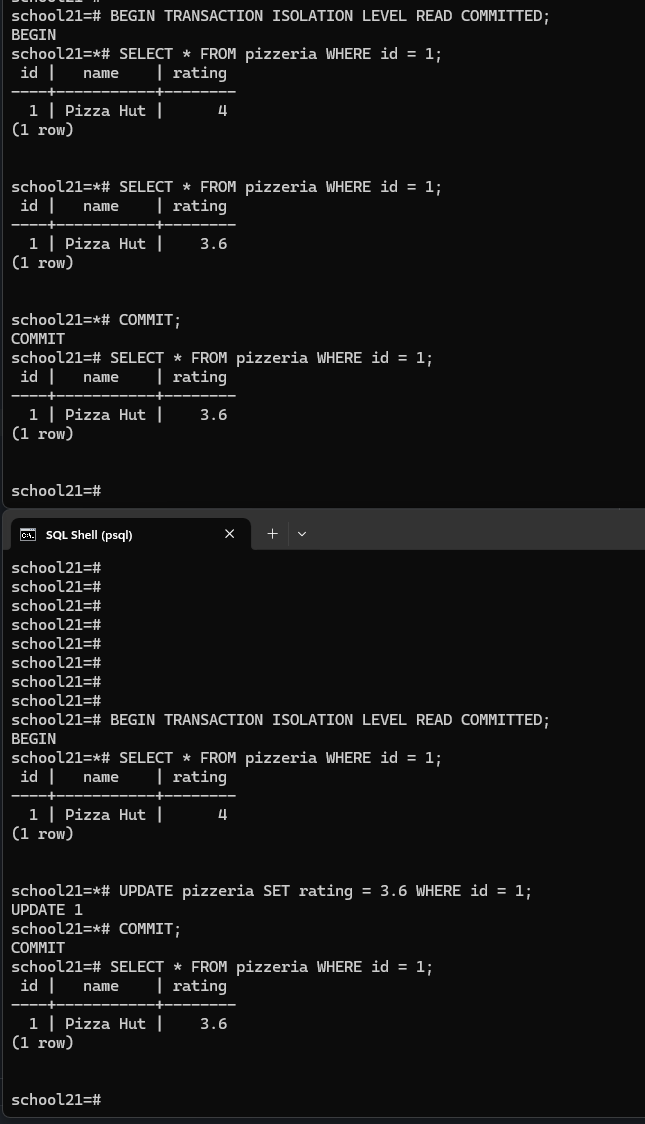 school21=# BEGIN TRANSACTION ISOLATION LEVEL READ COMMITTED;
BEGIN
school21=*# SELECT * FROM pizzeria WHERE id = 1;
 id |   name    | rating
----+-----------+--------
  1 | Pizza Hut |      4
(1 row)
school21=*# SELECT * FROM pizzeria WHERE id = 1;
 id |   name    | rating
----+-----------+--------
  1 | Pizza Hut |    3.6
(1 row)
school21=*# COMMIT;
COMMIT
school21=# SELECT * FROM pizzeria WHERE id = 1;
 id |   name    | rating
----+-----------+--------
  1 | Pizza Hut |    3.6
(1 row)
school21=#
SQL Shell (psql)
school21=#
school21=#
school21=#
school21=#
school21=#
school21=#
school21=#
school21=#
school21=# BEGIN TRANSACTION ISOLATION LEVEL READ COMMITTED;
BEGIN
school21=*# SELECT * FROM pizzeria WHERE id = 1;
 id |   name    | rating
----+-----------+--------
  1 | Pizza Hut |      4
(1 row)
school21=*# UPDATE pizzeria SET rating = 3.6 WHERE id = 1;
UPDATE 1
school21=*# COMMIT;
COMMIT
school21=# SELECT * FROM pizzeria WHERE id = 1;
 id |   name    | rating
----+-----------+--------
  1 | Pizza Hut |    3.6
(1 row)
school21=#